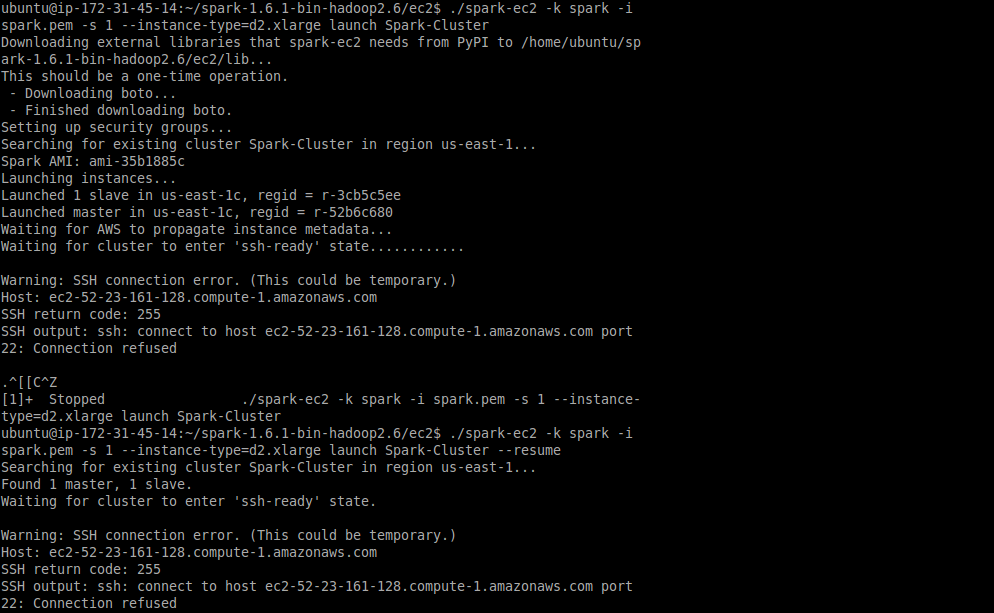 ubuntu@ip-172-31-45-14:~/spark-1.6.1-bin-hadoop2.6/ec2$ ./spark-ec2 -k spark -i
spark.pem -s 1 --instance-type=d2.xlarge launch Spark-Cluster
Downloading external libraries that spark-ec2 needs from PyPI to /home/ubuntu/sp
ark-1.6.1-bin-hadoop2.6/ec2/lib...
This should be a one-time operation.
 - Downloading boto...
 - Finished downloading boto.
Setting up security groups...
Searching for existing cluster Spark-Cluster in region us-east-1...
Spark AMI: ami-35b1885c
Launching instances...
Launched 1 slave in us-east-1c, regid = r-3cb5c5ee
Launched master in us-east-1c, regid = r-52b6c680
Waiting for AWS to propagate instance metadata...
Waiting for cluster to enter 'ssh-ready' state............

Warning: SSH connection error. (This could be temporary.)
Host: ec2-52-23-161-128.compute-1.amazonaws.com
SSH return code: 255
SSH output: ssh: connect to host ec2-52-23-161-128.compute-1.amazonaws.com port
22: Connection refused

.^[[C^Z
[1]+  Stopped                 ./spark-ec2 -k spark -i spark.pem -s 1 --instance-
type=d2.xlarge launch Spark-Cluster
ubuntu@ip-172-31-45-14:~/spark-1.6.1-bin-hadoop2.6/ec2$ ./spark-ec2 -k spark -i
spark.pem -s 1 --instance-type=d2.xlarge launch Spark-Cluster --resume
Searching for existing cluster Spark-Cluster in region us-east-1...
Found 1 master, 1 slave.
Waiting for cluster to enter 'ssh-ready' state.

Warning: SSH connection error. (This could be temporary.)
Host: ec2-52-23-161-128.compute-1.amazonaws.com
SSH return code: 255
SSH output: ssh: connect to host ec2-52-23-161-128.compute-1.amazonaws.com port
22: Connection refused